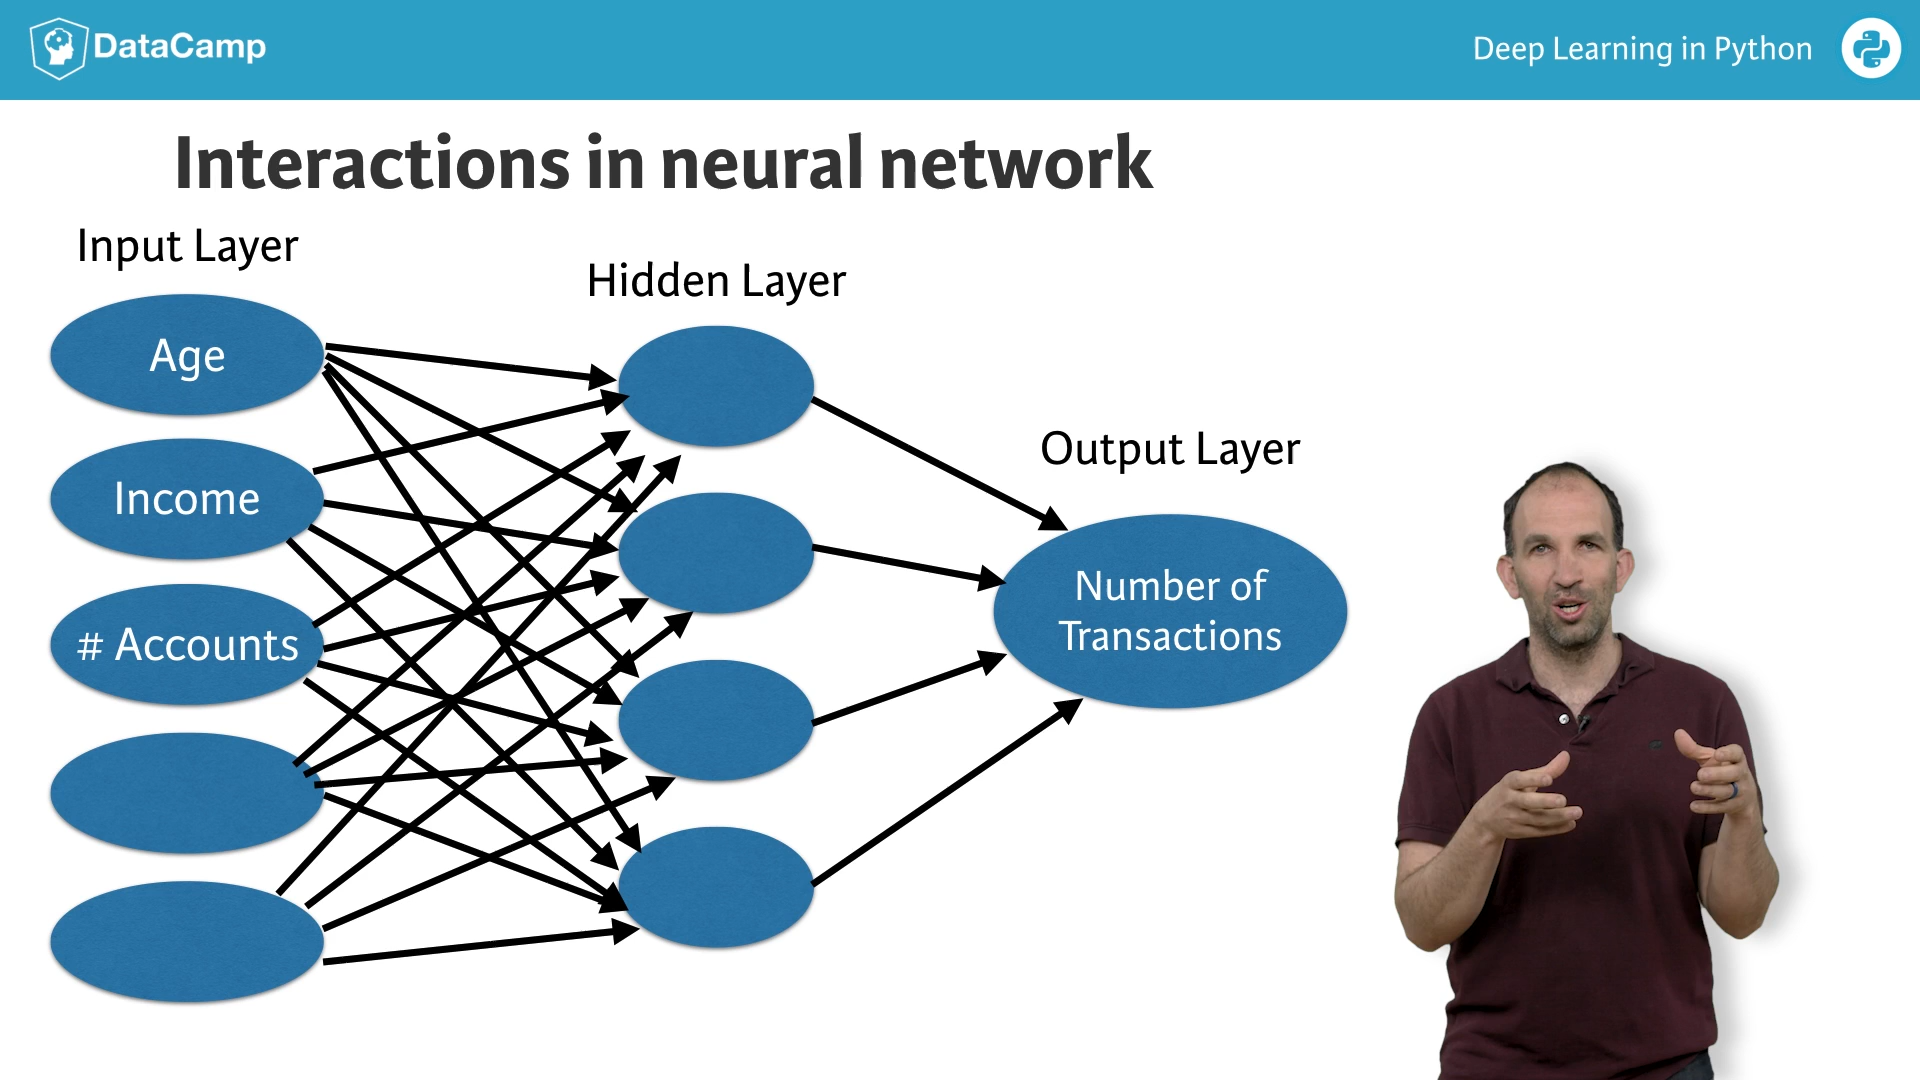 DataCamp
Deep Learning in Python
Interactions in neural network
Input Layer
Hidden Layer
Output Layer
Age
Income
# Accounts
Number of
Transactions